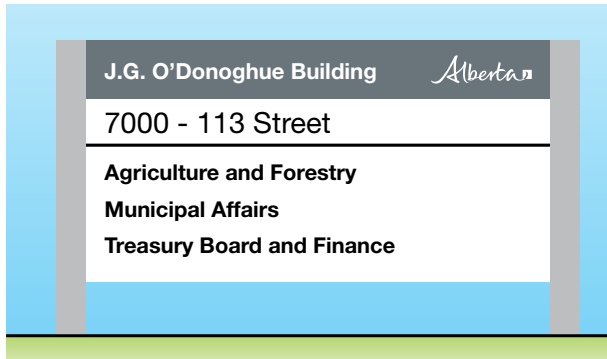 J.G. O’Donoghue Building Alberta
7000 - 113 Street
Agriculture and Forestry
Municipal Affairs
Treasury Board and Finance